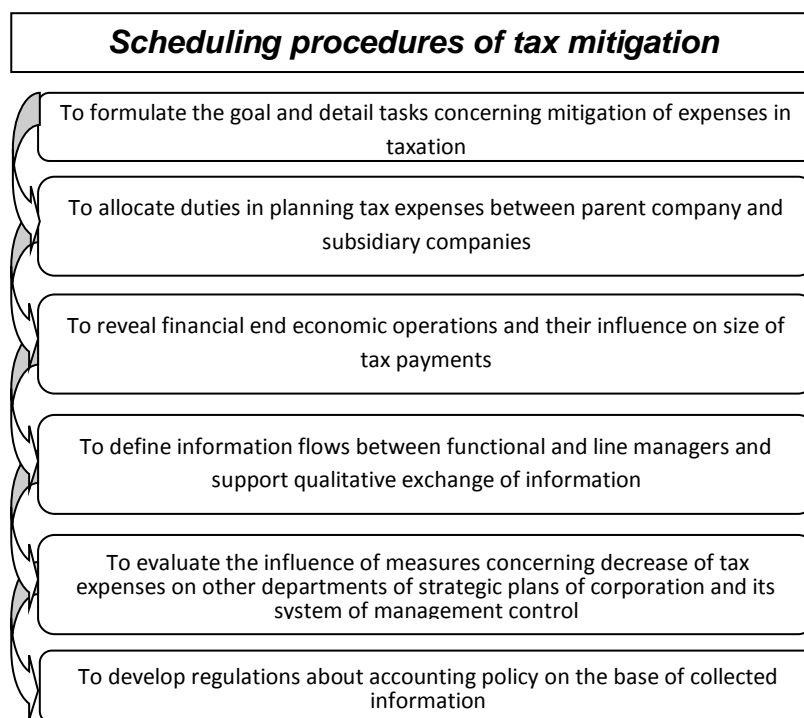 Scheduling procedures of tax mitigation
To formulate the goal and detail tasks concerning mitigation of expenses in
taxation
To allocate duties in planning tax expenses between parent company and
subsidiary companies
To reveal financial end economic operations and their influence on size of
tax payments
To define information flows between functional and line managers and
support qualitative exchange of information
To evaluate the influence of measures concerning decrease of tax
expenses on other departments of strategic plans of corporation and its
system of management control
To develop regulations about accounting policy on the base of collected
information